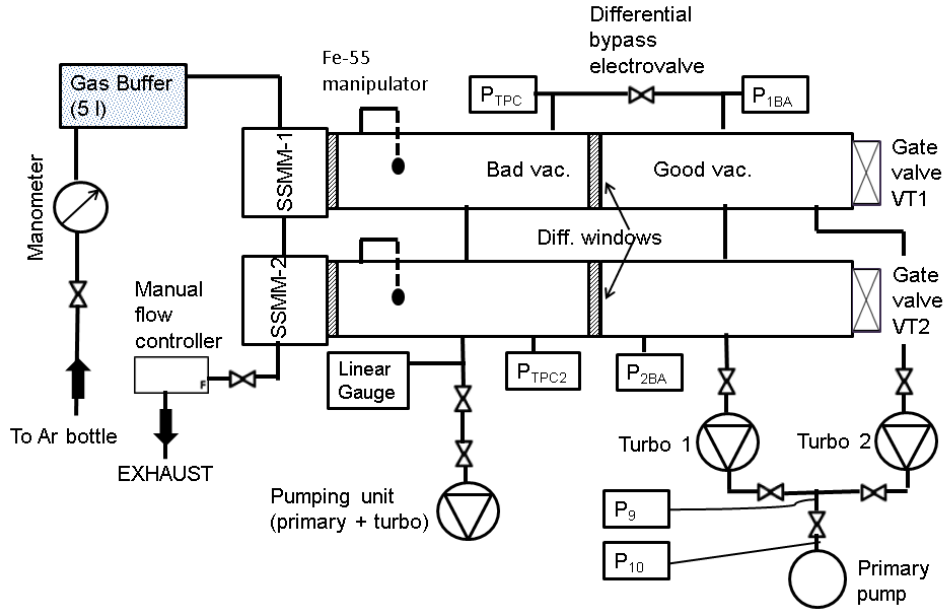 Differential
bypass
electrovalve
Fe-55
manipulator
Gas Buffer
(5 l)
P_TPC
P_1BA
SSMM-1
Bad vac.
Good vac.
Gate
valve
VT1
Manometer
Diff. windows
SSMM-2
Manual
flow
controller
Gate
valve
VT2
F
Linear
Gauge
P_TPC2
P_2BA
To Ar bottle
EXHAUST
Turbo 1
Turbo 2
Pumping unit
(primary + turbo)
P_9
P_10
Primary
pump